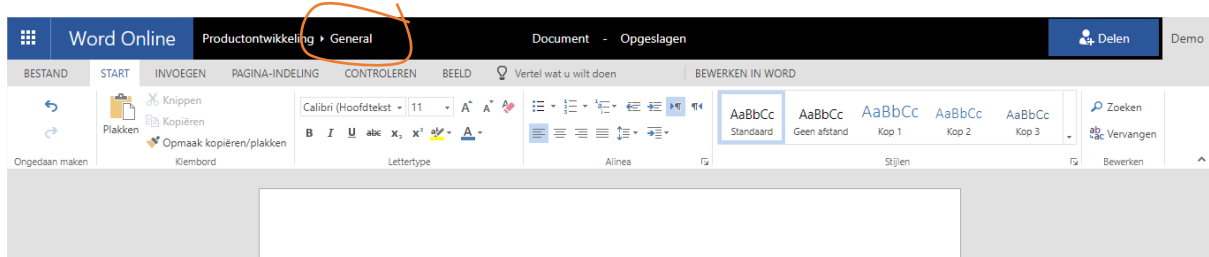 Word Online Productontwikkeling General Document - Opgeslagen Delen Demo
BESTAND START INVOEGEN PAGINA-INDELING CONTROLEREN BEELD Vertel wat u wilt doen BEWERKEN IN WORD
Knippen
Kopiëren
Plakken
Opmaak kopiëren/plakken
Ongedaan maken
Klembord
Calibri (Hoofdtekst 11 A A
B I U abc x₂ x² aby A
Lettertype
Alinea
AaBbCc AaBbCc AaBbCc AaBbCc AaBbCc
Standaard Geen afstand Kop 1 Kop 2 Kop 3
Stijlen
Zoeken
Vervangen
Bewerken